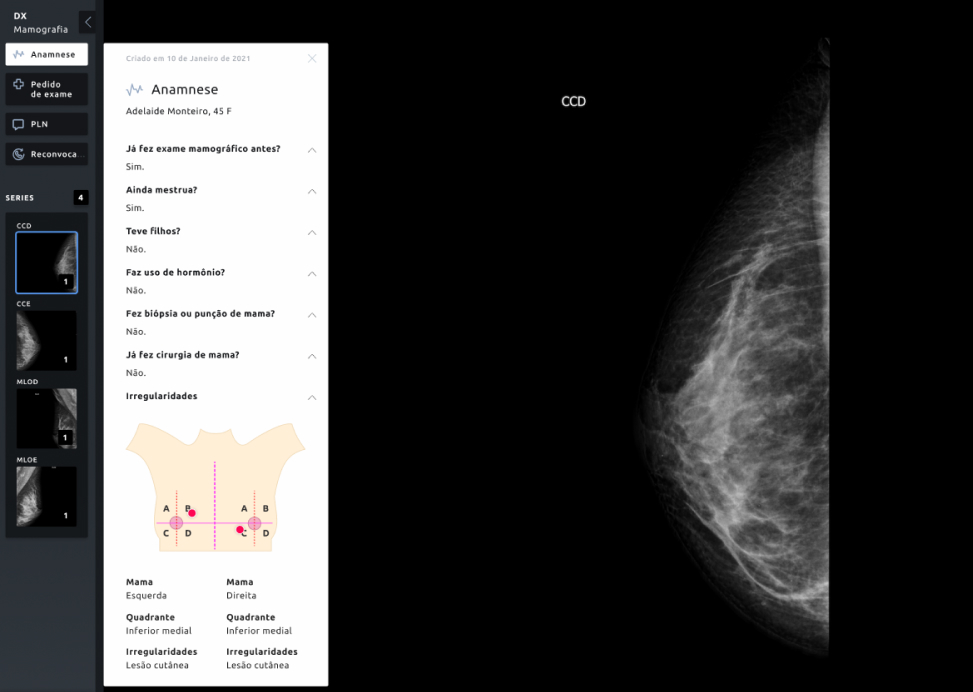 DX
Mamografia
Anamnese
Pedido
de exame
PLN
Reconvoca...
SERIES 4
CCD
1
CCE
1
MLOD
1
MLOE
1
Criado em 10 de Janeiro de 2021
Anamnese
Adelaide Monteiro, 45 F
Já fez exame mamográfico antes?
Sim.
Ainda mestrua?
Sim.
Teve filhos?
Não.
Faz uso de hormônio?
Não.
Fez biópsia ou punção de mama?
Não.
Já fez cirurgia de mama?
Não.
Irregularidades
A B A B
C D C D
Mama Mama
Esquerda Direita
Quadrante Quadrante
Inferior medial Inferior medial
Irregularidades Irregularidades
Lesão cutânea Lesão cutânea
CCD